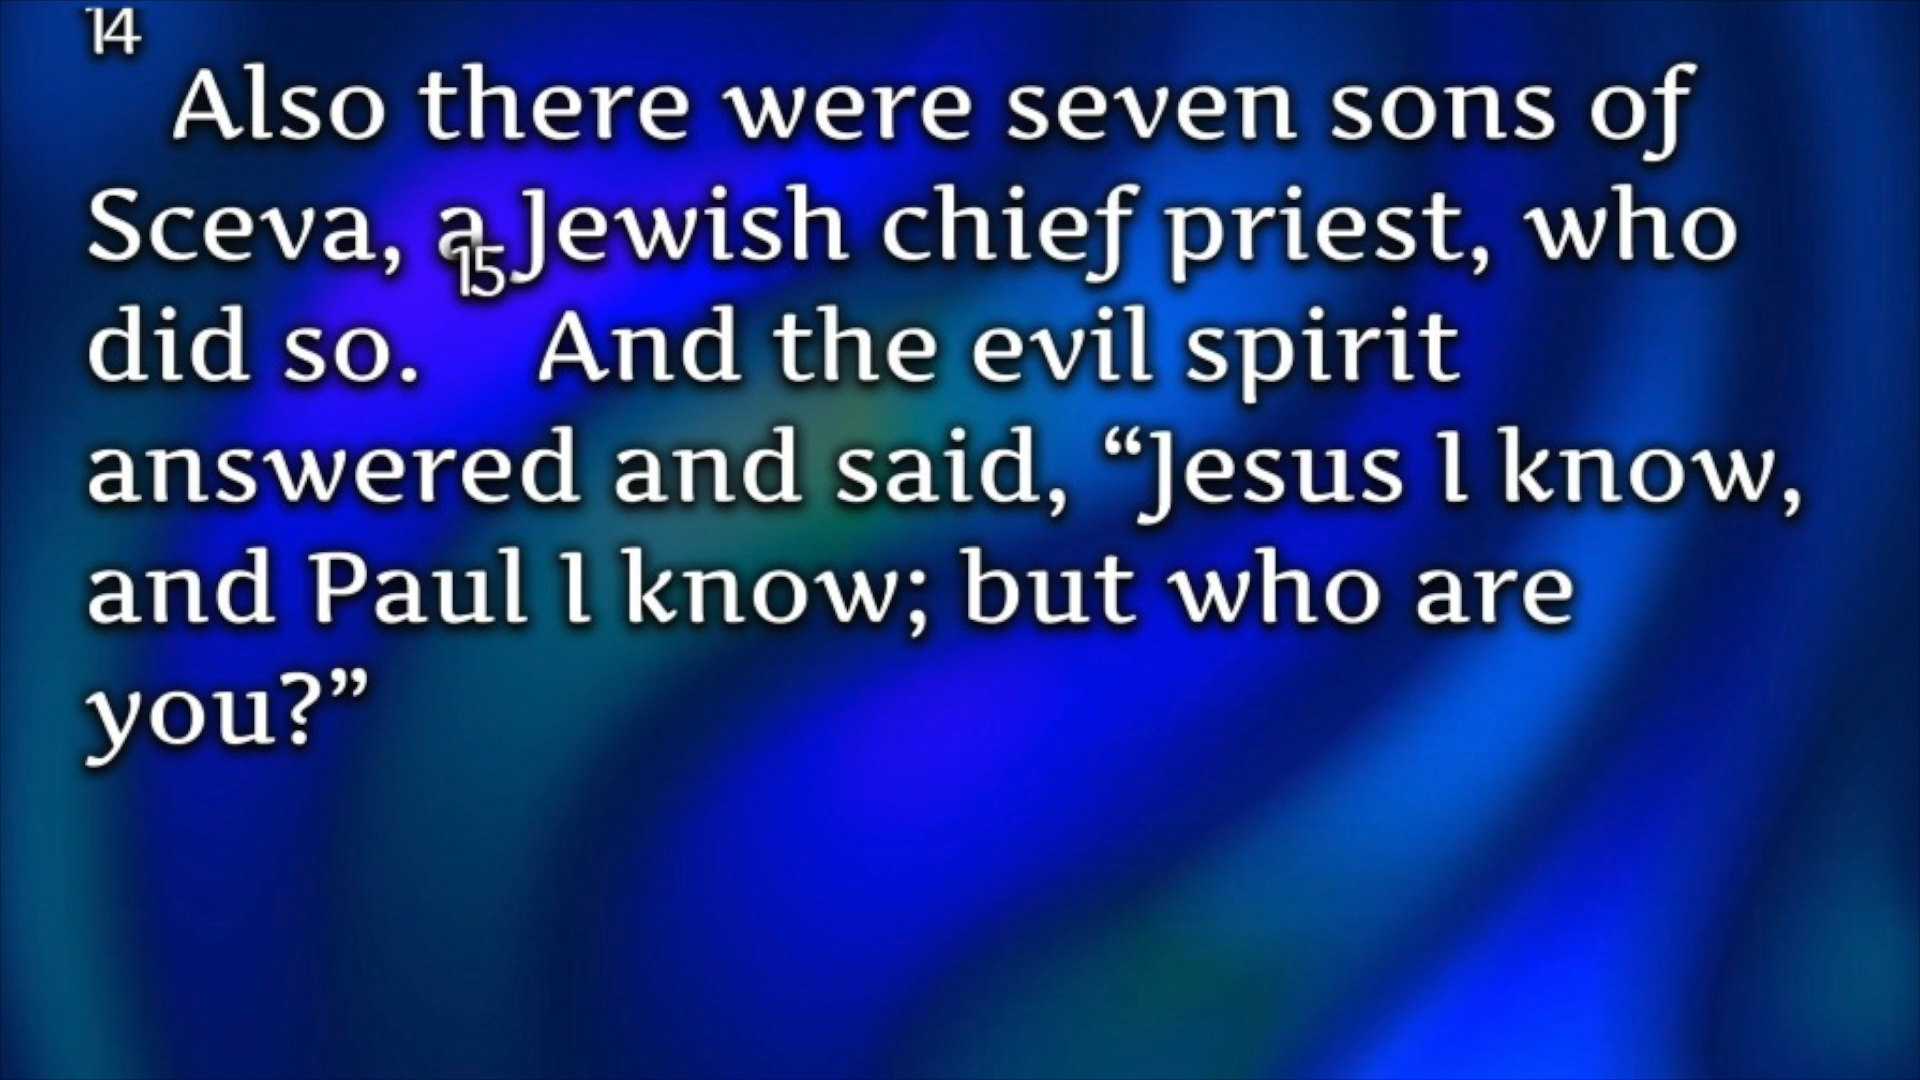 14
Also there were seven sons of
Sceva, a Jewish chief priest, who
15
did so. And the evil spirit
answered and said, “Jesus I know,
and Paul I know; but who are
you?”